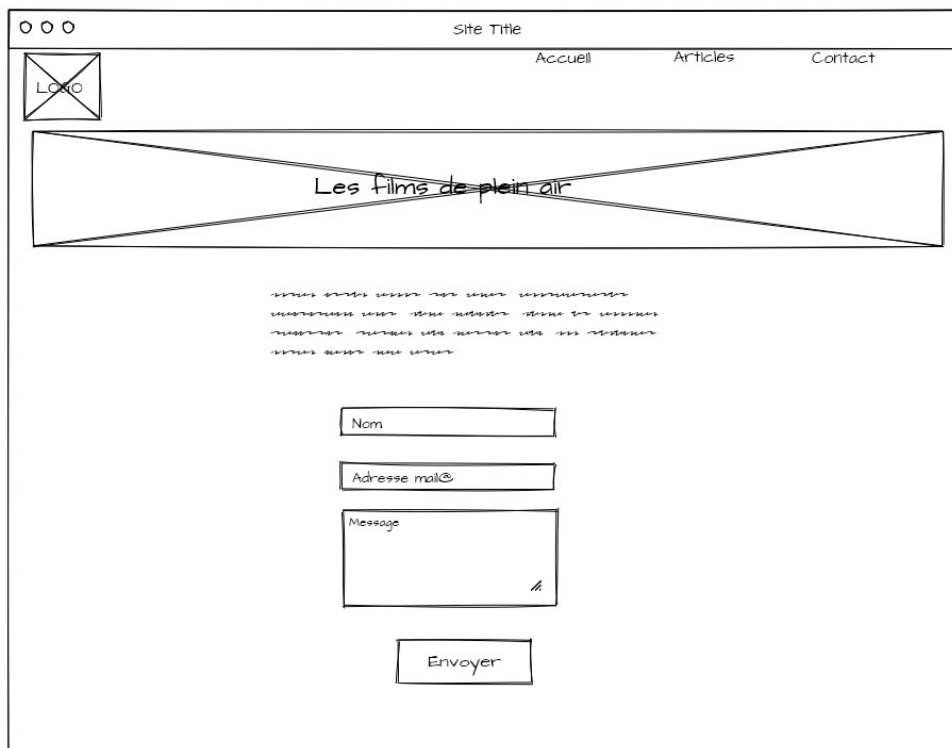 Site Title
Accueil Articles Contact
LOGO
Les films de plein air
Nom
Adresse mail@
Message
Envoyer